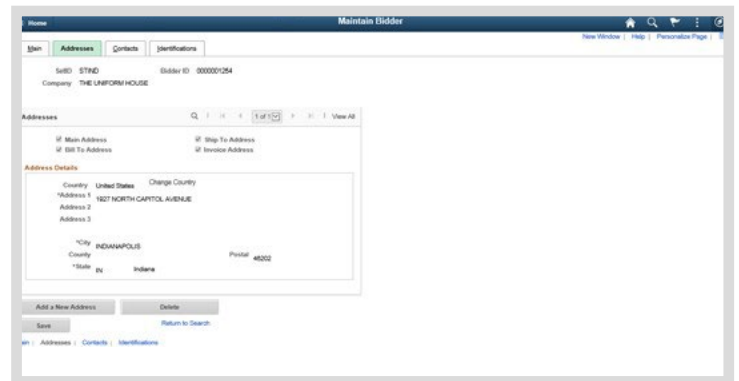 Home Maintain Bidder
New Window | Help | Personalize Page |
Main Addresses Contacts Identifications
SetID STIND Bidder ID 0000001254
Company THE UNIFORM HOUSE
Addresses 1 of 1 View All
Main Address Ship To Address
Bill To Address Invoice Address
Address Details
Country United States Change Country
*Address 1 1927 NORTH CAPITOL AVENUE
Address 2
Address 3
*City INDIANAPOLIS
County Postal 46202
*State IN Indiana
Add a New Address Delete
Save Return to Search
ain | Addresses | Contacts | Identifications